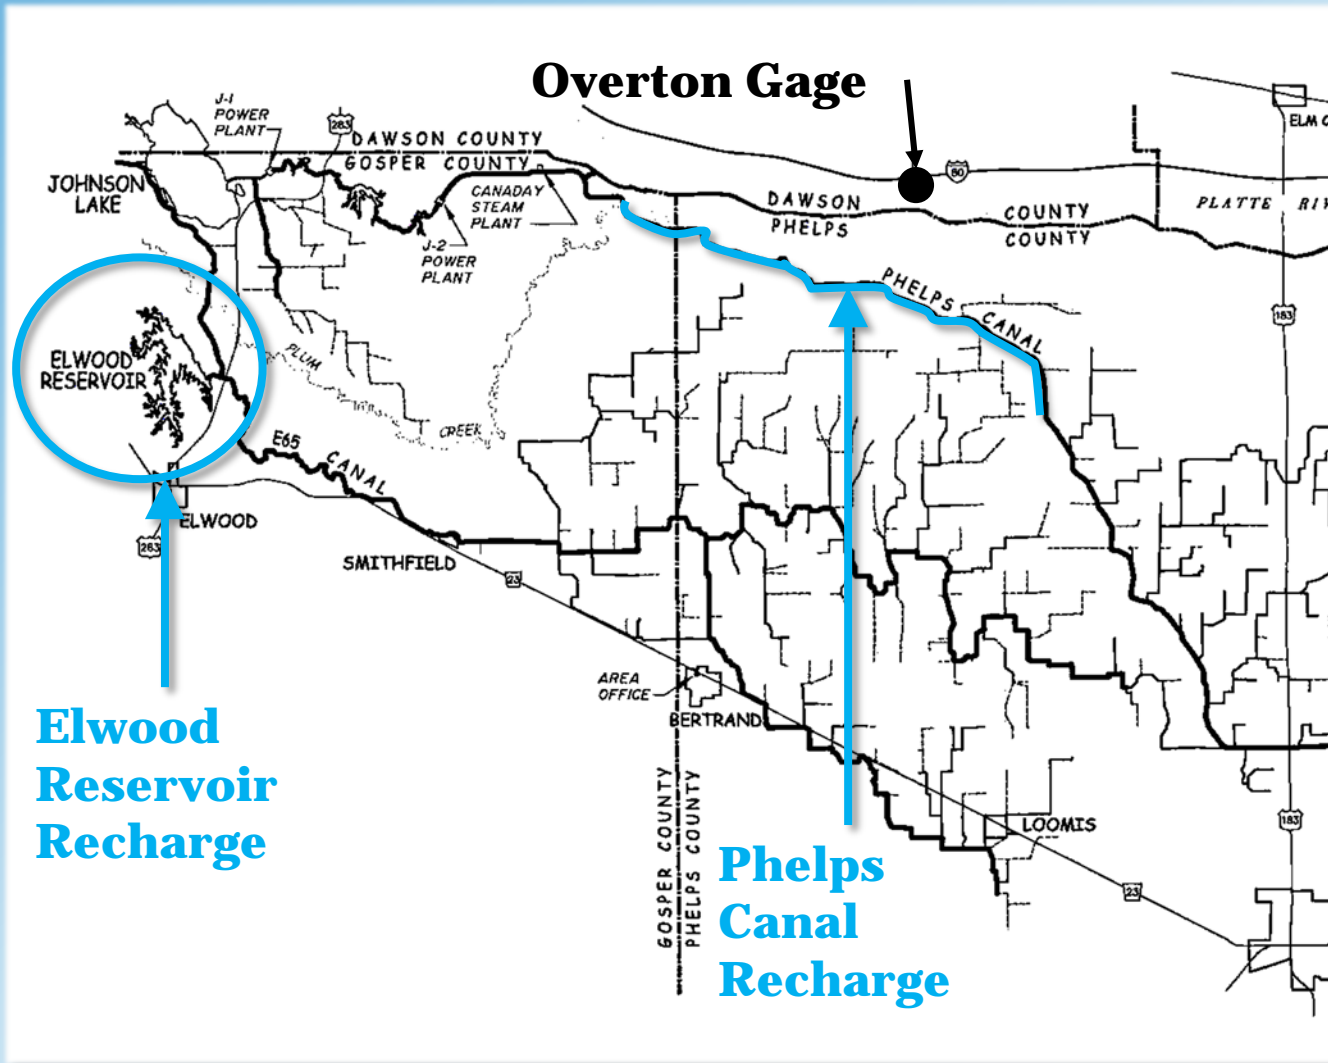 Overton Gage
J-1
POWER
PLANT
283
DAWSON COUNTY
GOSPER COUNTY
JOHNSON
LAKE
CANADAY
STEAM
PLANT
J-2
POWER
PLANT
80
DAWSON COUNTY
PHELPS COUNTY
ELM C
PLATTE RIV
183
PHELPS CANAL
ELWOOD
RESERVOIR
PLUM CREEK
E65 CANAL
ELWOOD
283
SMITHFIELD
23
AREA
OFFICE
BERTRAND
GOSPER COUNTY
PHELPS COUNTY
LOOMIS
183
23
Elwood
Reservoir
Recharge
Phelps
Canal
Recharge